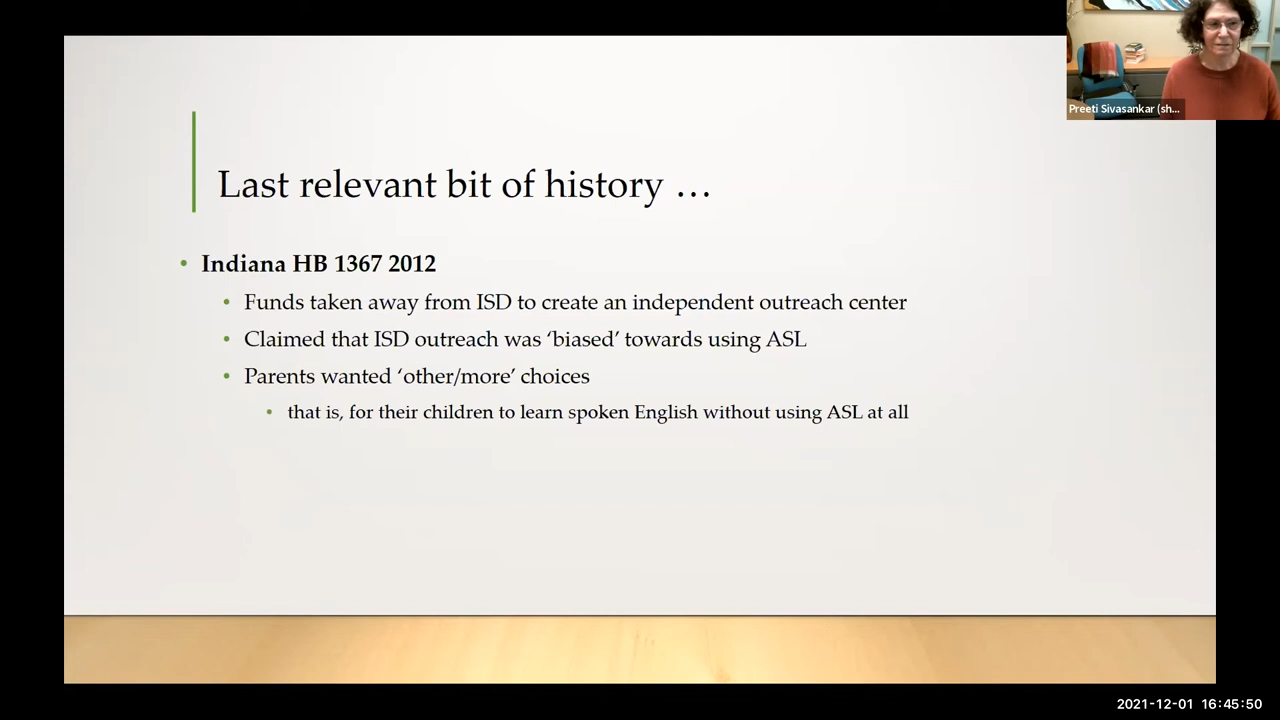 Preeti Sivasankar (sh...
Last relevant bit of history …
• Indiana HB 1367 2012
• Funds taken away from ISD to create an independent outreach center
• Claimed that ISD outreach was ‘biased’ towards using ASL
• Parents wanted ‘other/more’ choices
• that is, for their children to learn spoken English without using ASL at all
2021-12-01 16:45:50